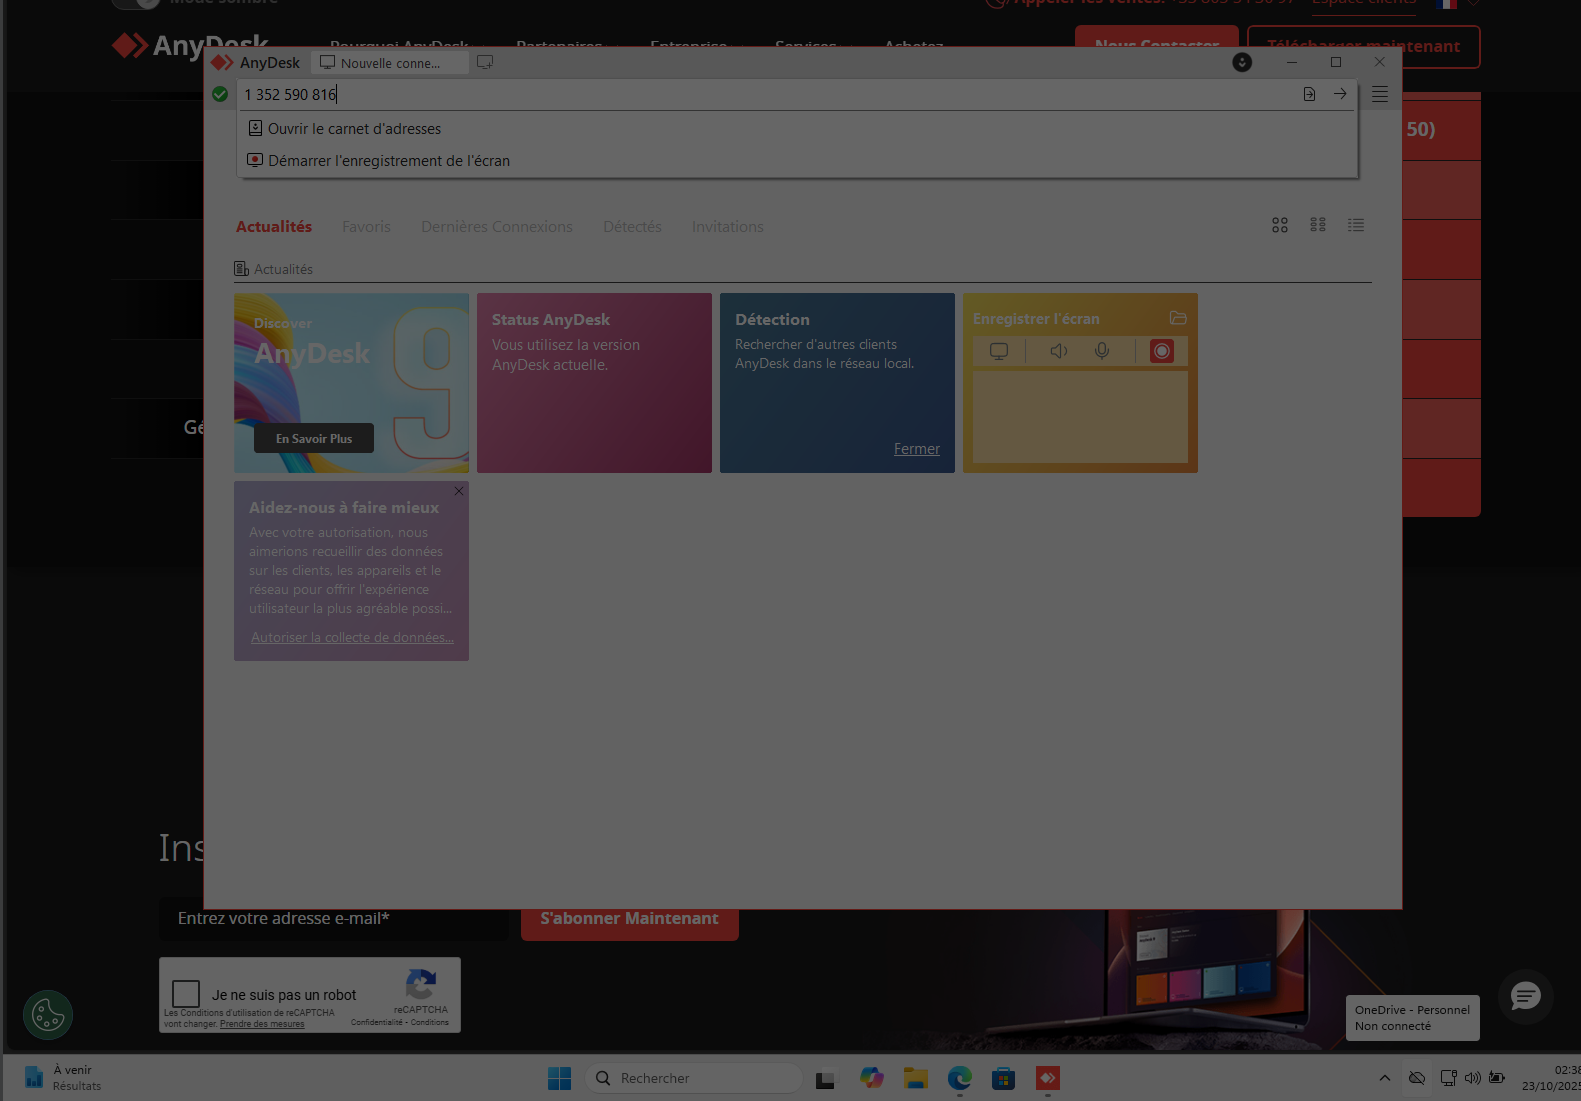 Mode sombre
Appeler les ventes:
Espace clients
AnyDesk
Pourquoi AnyDesk
Partenaires
Entreprise
Services
Achetez
Nous Contacter
Télécharger maintenant
AnyDesk
Nouvelle conne...
1 352 590 816
Ouvrir le carnet d'adresses
Démarrer l'enregistrement de l'écran
50)
Actualités
Favoris
Dernières Connexions
Détectés
Invitations
Actualités
Discover
AnyDesk
9
En Savoir Plus
Status AnyDesk
Vous utilisez la version
AnyDesk actuelle.
Détection
Rechercher d'autres clients
AnyDesk dans le réseau local.
Fermer
Enregistrer l'écran
Gé
Aidez-nous à faire mieux
Avec votre autorisation, nous
aimerions recueillir des données
sur les clients, les appareils et le
réseau pour offrir l'expérience
utilisateur la plus agréable possi...
Autoriser la collecte de données...
Ins
Entrez votre adresse e-mail*
S'abonner Maintenant
Je ne suis pas un robot
reCAPTCHA
Les Conditions d'utilisation de reCAPTCHA
vont changer. Prendre des mesures
Confidentialité - Conditions
OneDrive - Personnel
Non connecté
À venir
Résultats
Rechercher
02:38
23/10/2025